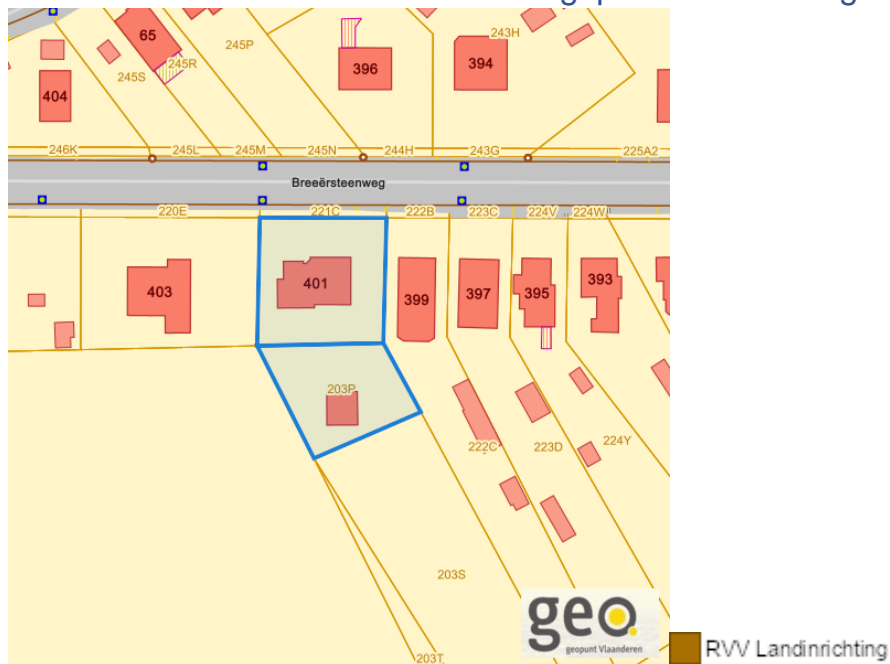 65
245P
243H
245R
245S
396
394
404
246K 245L 245M 245N 244H 243G 225A2
Breeërsteenweg
220E 221C 222B 223C 224V 224W
403 401 399 397 395 393
203P
222C 223D 224Y
203S
geo
geopunt Vlaanderen
203T
RVV Landinrichting